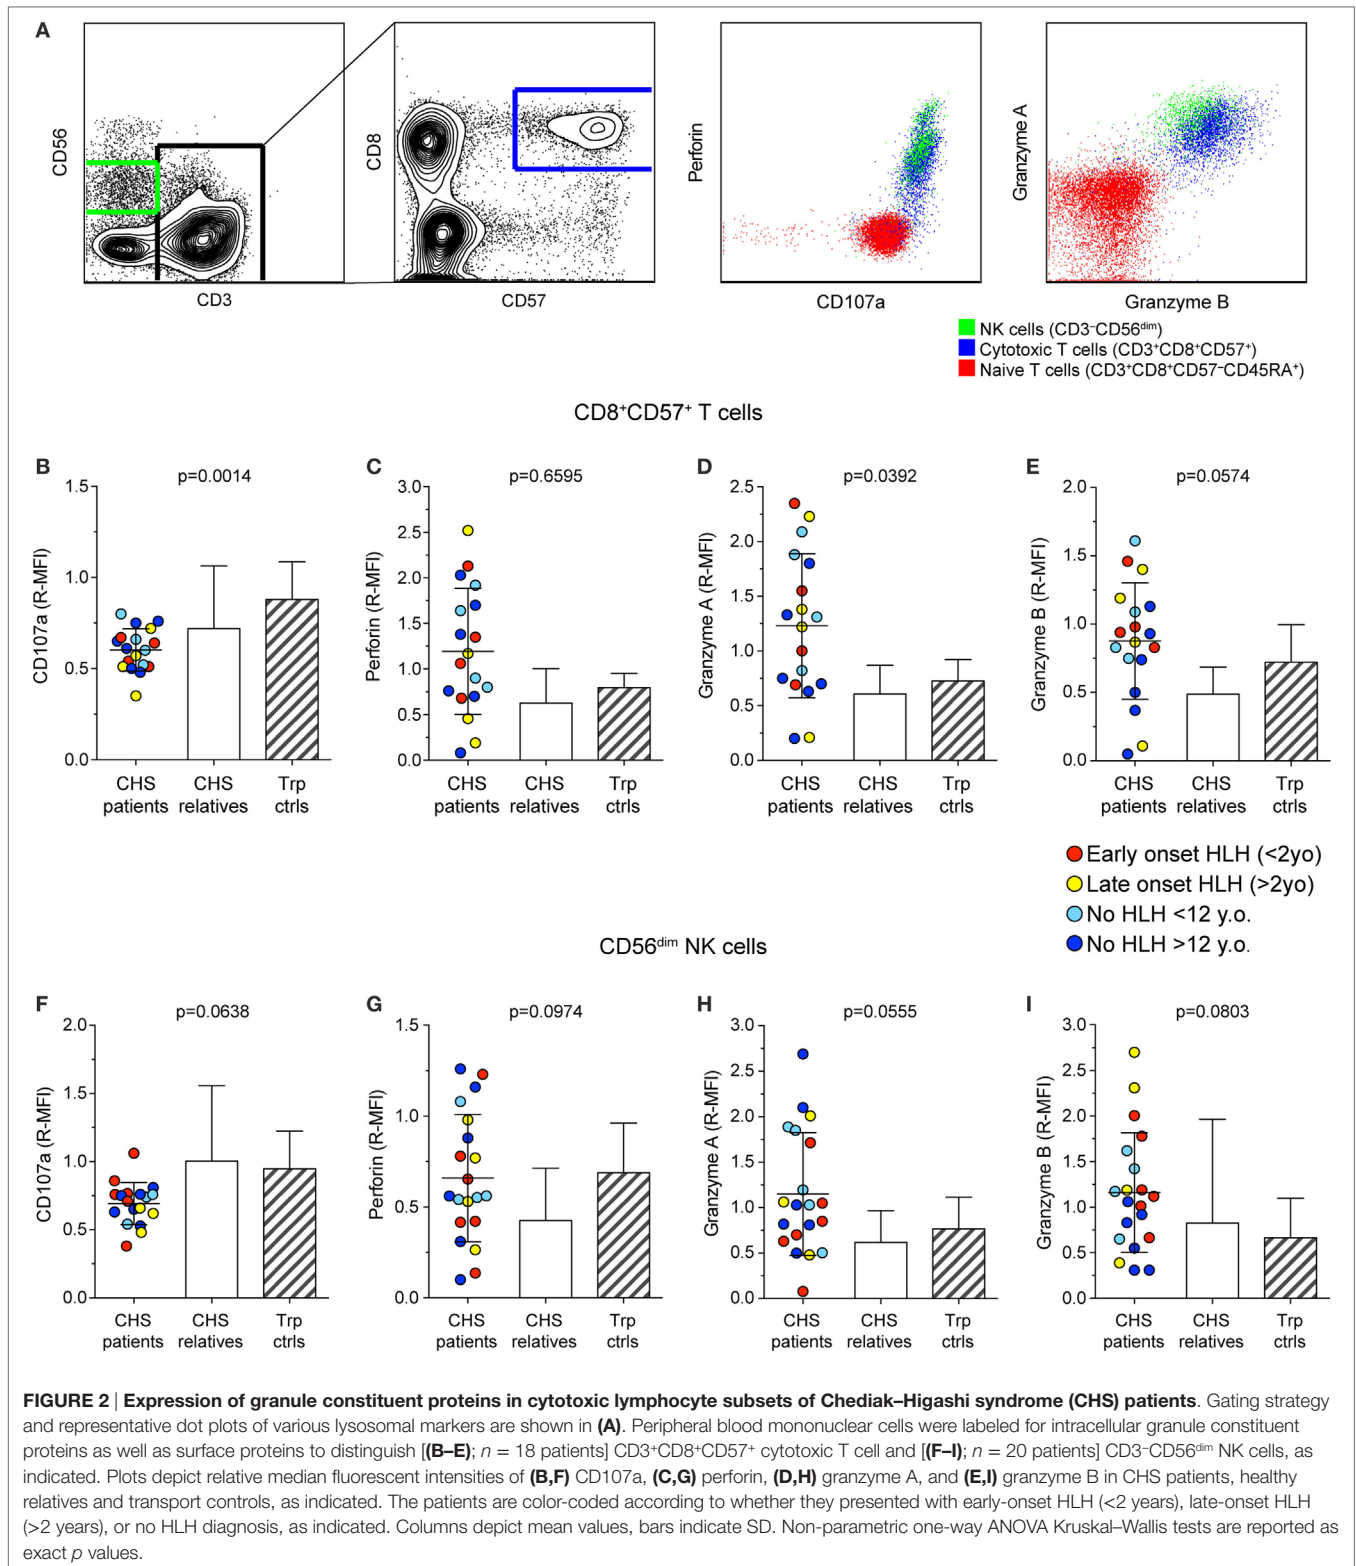 A
CD56
CD3
CD8
CD57
Perforin
CD107a
Granzyme A
Granzyme B
NK cells (CD3⁻CD56ᵈⁱᵐ)
Cytotoxic T cells (CD3⁺CD8⁺CD57⁺)
Naive T cells (CD3⁺CD8⁺CD57⁻CD45RA⁺)
CD8⁺CD57⁺ T cells
B
p=0.0014
CD107a (R-MFI)
1.5
1.0
0.5
0.0
CHS patients
CHS relatives
Trp ctrls
C
p=0.6595
Perforin (R-MFI)
3.0
2.5
2.0
1.5
1.0
0.5
0.0
CHS patients
CHS relatives
Trp ctrls
D
p=0.0392
Granzyme A (R-MFI)
2.5
2.0
1.5
1.0
0.5
0.0
CHS patients
CHS relatives
Trp ctrls
E
p=0.0574
Granzyme B (R-MFI)
2.0
1.5
1.0
0.5
0.0
CHS patients
CHS relatives
Trp ctrls
Early onset HLH (<2yo)
Late onset HLH (>2yo)
No HLH <12 y.o.
No HLH >12 y.o.
CD56ᵈⁱᵐ NK cells
F
p=0.0638
CD107a (R-MFI)
2.0
1.5
1.0
0.5
0.0
CHS patients
CHS relatives
Trp ctrls
G
p=0.0974
Perforin (R-MFI)
1.5
1.0
0.5
0.0
CHS patients
CHS relatives
Trp ctrls
H
p=0.0555
Granzyme A (R-MFI)
3.0
2.5
2.0
1.5
1.0
0.5
0.0
CHS patients
CHS relatives
Trp ctrls
I
p=0.0803
Granzyme B (R-MFI)
3.0
2.5
2.0
1.5
1.0
0.5
0.0
CHS patients
CHS relatives
Trp ctrls
FIGURE 2 | Expression of granule constituent proteins in cytotoxic lymphocyte subsets of Chediak–Higashi syndrome (CHS) patients. Gating strategy
and representative dot plots of various lysosomal markers are shown in (A). Peripheral blood mononuclear cells were labeled for intracellular granule constituent
proteins as well as surface proteins to distinguish [(B–E); n = 18 patients] CD3⁺CD8⁺CD57⁺ cytotoxic T cell and [(F–I); n = 20 patients] CD3⁻CD56ᵈⁱᵐ NK cells, as
indicated. Plots depict relative median fluorescent intensities of (B,F) CD107a, (C,G) perforin, (D,H) granzyme A, and (E,I) granzyme B in CHS patients, healthy
relatives and transport controls, as indicated. The patients are color-coded according to whether they presented with early-onset HLH (<2 years), late-onset HLH
(>2 years), or no HLH diagnosis, as indicated. Columns depict mean values, bars indicate SD. Non-parametric one-way ANOVA Kruskal–Wallis tests are reported as
exact p values.